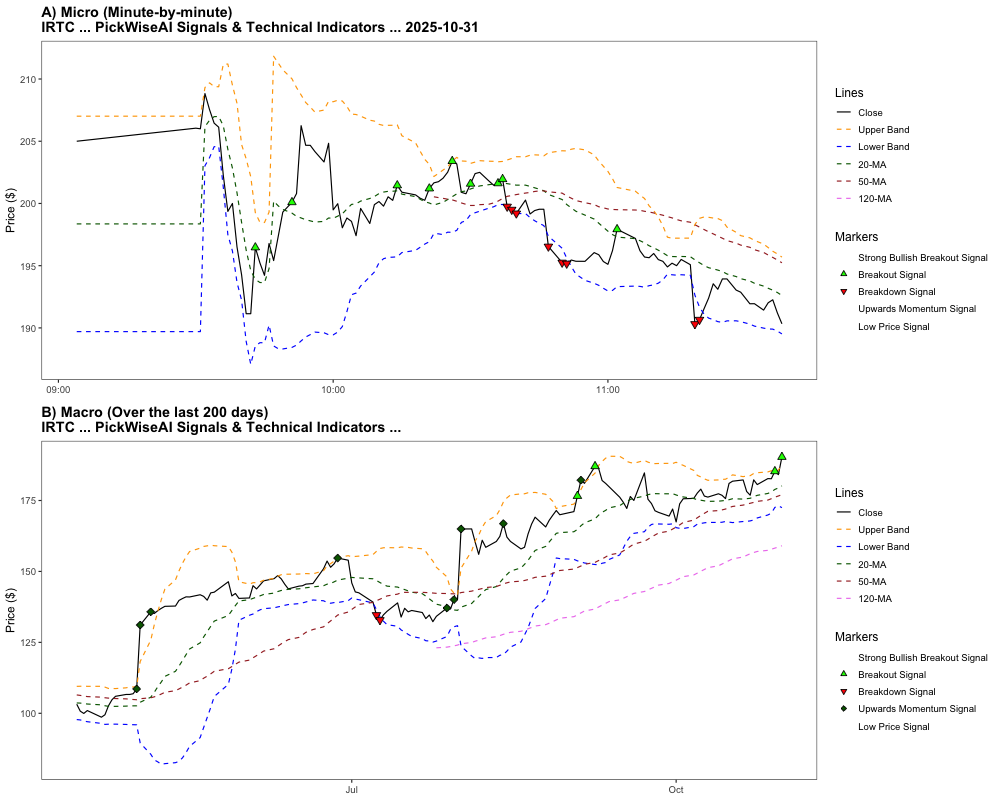 A) Micro (Minute-by-minute)
IRTC ... PickWiseAI Signals & Technical Indicators ... 2025-10-31
Price ($)
210
205
200
195
190
09:00
10:00
11:00
Lines
Close
Upper Band
Lower Band
20-MA
50-MA
120-MA
Markers
Strong Bullish Breakout Signal
Breakout Signal
Breakdown Signal
Upwards Momentum Signal
Low Price Signal
B) Macro (Over the last 200 days)
IRTC ... PickWiseAI Signals & Technical Indicators ...
Price ($)
175
150
125
100
Jul
Oct
Lines
Close
Upper Band
Lower Band
20-MA
50-MA
120-MA
Markers
Strong Bullish Breakout Signal
Breakout Signal
Breakdown Signal
Upwards Momentum Signal
Low Price Signal